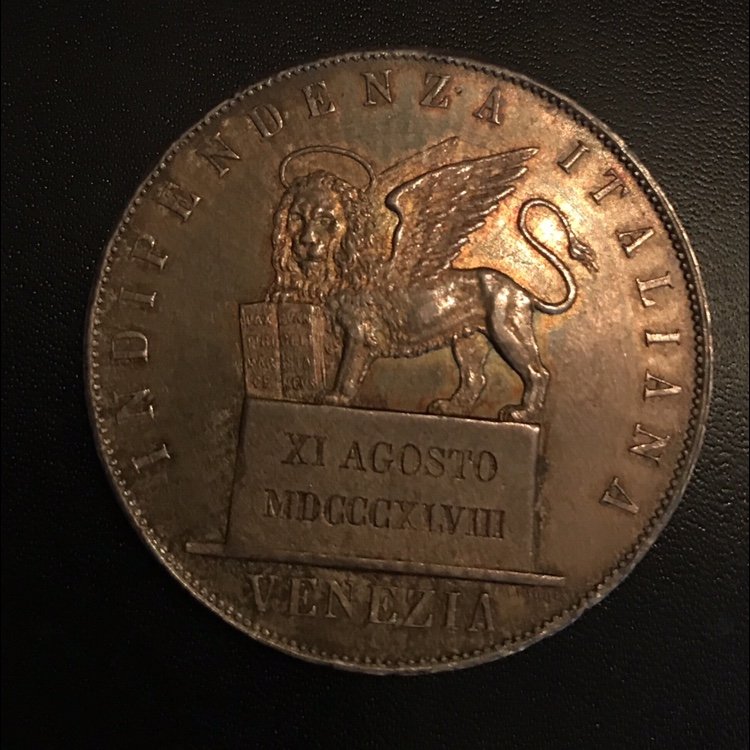 INDIPENDENZA ITALIANA
XI AGOSTO
MDCCCXLVIII
VENEZIA